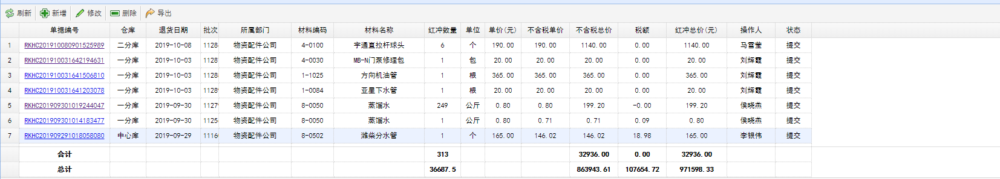 刷新 新增 修改 删除 导出
单据编号 仓库 退货日期 批次 所属部门 材料编码 材料名称 红冲数量 单位 单价(元) 不含税单价 不含税总价 税额 红冲总价(元) 操作人 状态
1 RKHC201910080901525989 二分库 2019-10-08 1128 物资配件公司 4-0100 宇通直拉杆球头 6 个 190.00 190.00 1140.00 0.00 1140.00 马雪莹 提交
2 RKHC201910031642194631 一分库 2019-10-03 1128 物资配件公司 4-0030 MB-N门泵修理包 1 包 20.00 20.00 20.00 0.00 20.00 刘辉霞 提交
3 RKHC201910031641506810 一分库 2019-10-03 1128 物资配件公司 1-1025 方向机油管 1 根 365.00 365.00 365.00 0.00 365.00 刘辉霞 提交
4 RKHC201910031641203078 一分库 2019-10-03 1128 物资配件公司 1-0084 亚星下水管 1 根 20.00 20.00 20.00 0.00 20.00 刘辉霞 提交
5 RKHC201909301019244047 一分库 2019-09-30 1127 物资配件公司 8-0050 蒸馏水 249 公斤 0.80 0.80 199.20 -0.00 199.20 侯晓燕 提交
6 RKHC201909301014183477 一分库 2019-09-30 1125 物资配件公司 8-0050 蒸馏水 1 公斤 0.80 0.71 0.71 0.09 0.80 侯晓燕 提交
7 RKHC201909291018058080 中心库 2019-09-29 1116 物资配件公司 8-0502 潍柴分水管 1 个 165.00 146.02 146.02 18.98 165.00 李银伟 提交
合计 313 32936.00 0.00 32936.00
总计 36687.5 863943.61 107654.72 971598.33